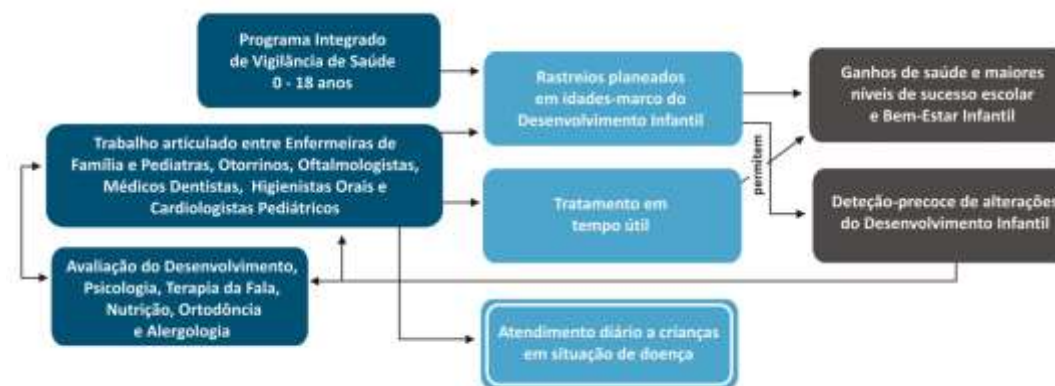 Programa Integrado
de Vigilância de Saúde
0 - 18 anos
Trabalho articulado entre Enfermeiras de
Família e Pediatras, Otorrinos, Oftalmologistas,
Médicos Dentistas, Higienistas Orais e
Cardiologistas Pediátricos
Avaliação do Desenvolvimento,
Psicologia, Terapia da Fala,
Nutrição, Ortodôncia
e Alergologia
Rastreios planeados
em idades-marco do
Desenvolvimento Infantil
Tratamento em
tempo útil
Atendimento diário a crianças
em situação de doença
permitem
Ganhos de saúde e maiores
níveis de sucesso escolar
e Bem-Estar Infantil
Deteção-precoce de alterações
do Desenvolvimento Infantil